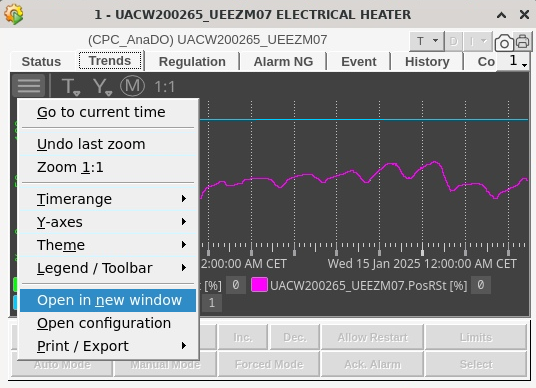 1 - UACW200265_UEEZM07 ELECTRICAL HEATER
(CPC_AnaDO) UACW200265_UEEZM07
T D I
Status Trends Regulation Alarm NG Event History Co 1
T Y M 1:1
Go to current time
Undo last zoom
Zoom 1:1
Timerange
Y-axes
Theme
Legend / Toolbar
2:00:00 AM CET Wed 15 Jan 2025 12:00:00 AM CET
t [%] 0 UACW200265_UEEZM07.PosRSt [%] 0
Open in new window 1
Open configuration
Print / Export
Inc. Dec. Allow Restart Limits
Auto Mode Manual Mode Forced Mode Ack. Alarm Select